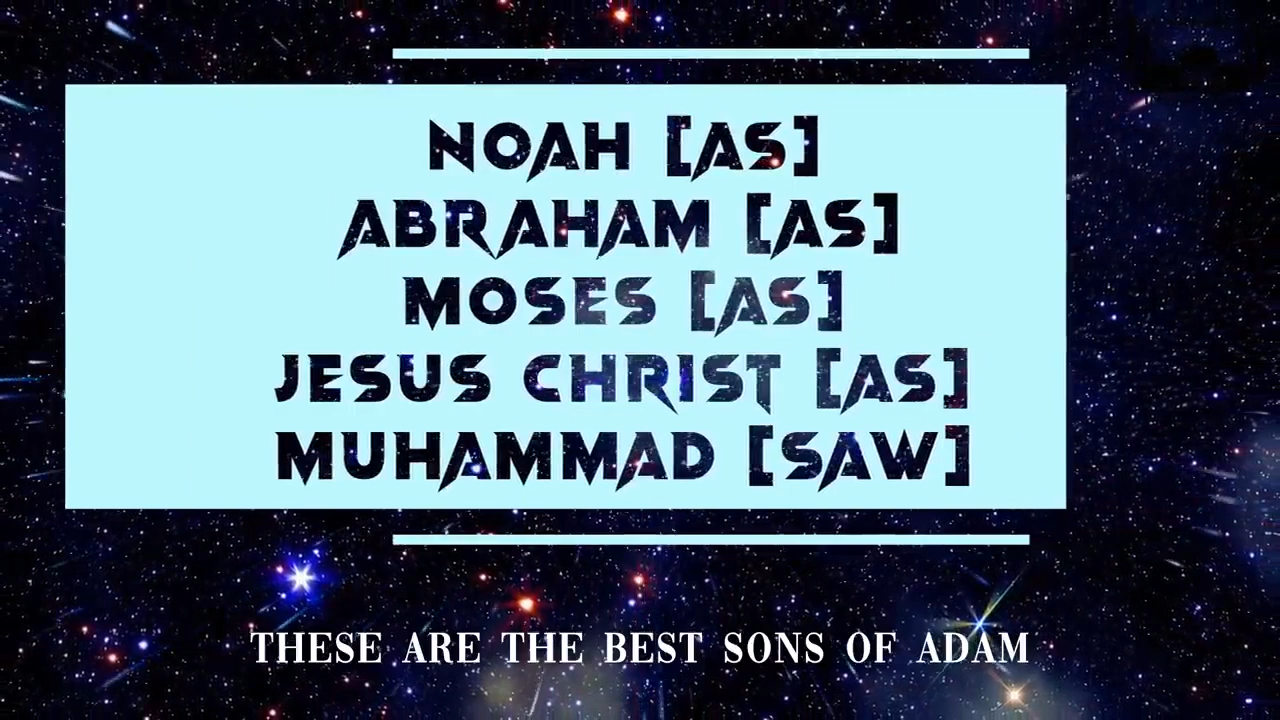 NOAH [AS]
ABRAHAM [AS]
MOSES [AS]
JESUS CHRIST [AS]
MUHAMMAD [SAW]
THESE ARE THE BEST SONS OF ADAM